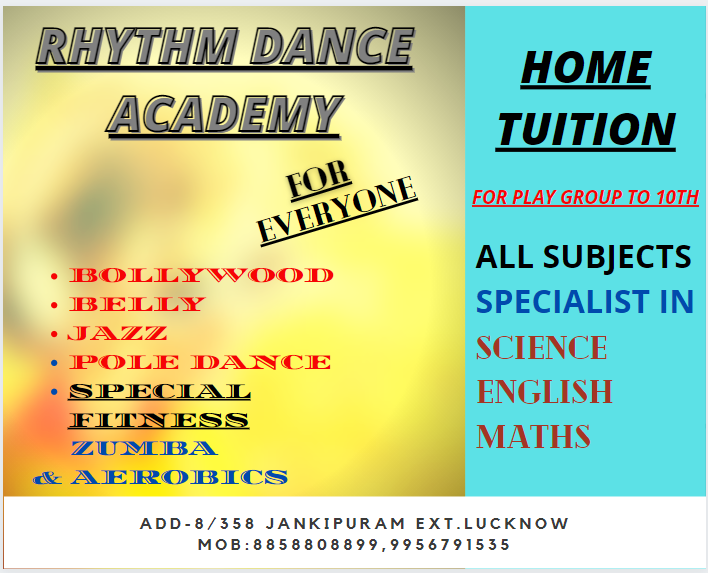 RHYTHM DANCE
ACADEMY
FOR
EVERYONE
• BOLLYWOOD
• BELLY
• JAZZ
• POLE DANCE
• SPECIAL
FITNESS
ZUMBA
& AEROBICS
HOME
TUITION
FOR PLAY GROUP TO 10TH
ALL SUBJECTS
SPECIALIST IN
SCIENCE
ENGLISH
MATHS
ADD-8/358 JANKIPURAM EXT.LUCKNOW
MOB:8858808899,9956791535